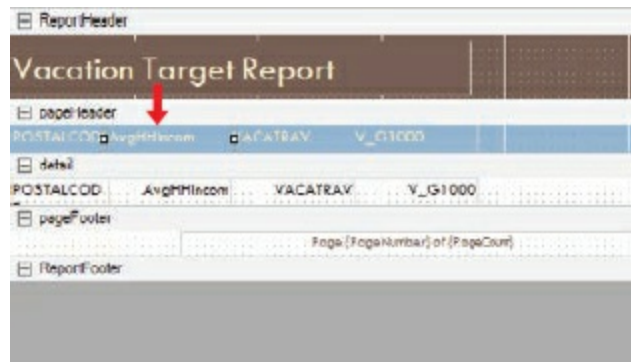 ReportHeader
Vacation Target Report
pageHeader
POSTALCOD AvgHHIncom VACATRAV V_G1000
detail
POSTALCOD AvgHHIncom VACATRAV V_G1000
pageFooter
Page {PageNumber} of {PageCount}
ReportFooter